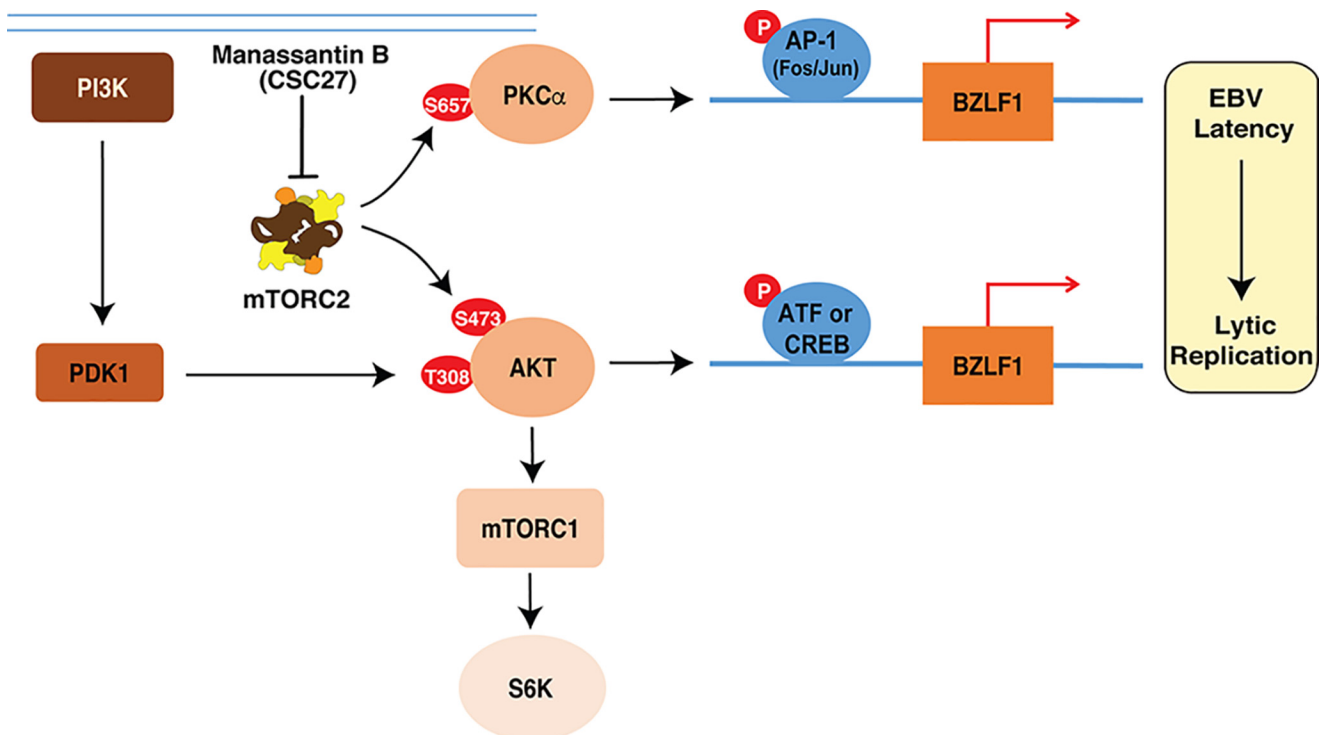 PI3K
Manassantin B
(CSC27)
mTORC2
PDK1
S657
PKCα
P
AP-1
(Fos/Jun)
BZLF1
S473
T308
AKT
P
ATF or
CREB
BZLF1
mTORC1
S6K
EBV
Latency
Lytic
Replication